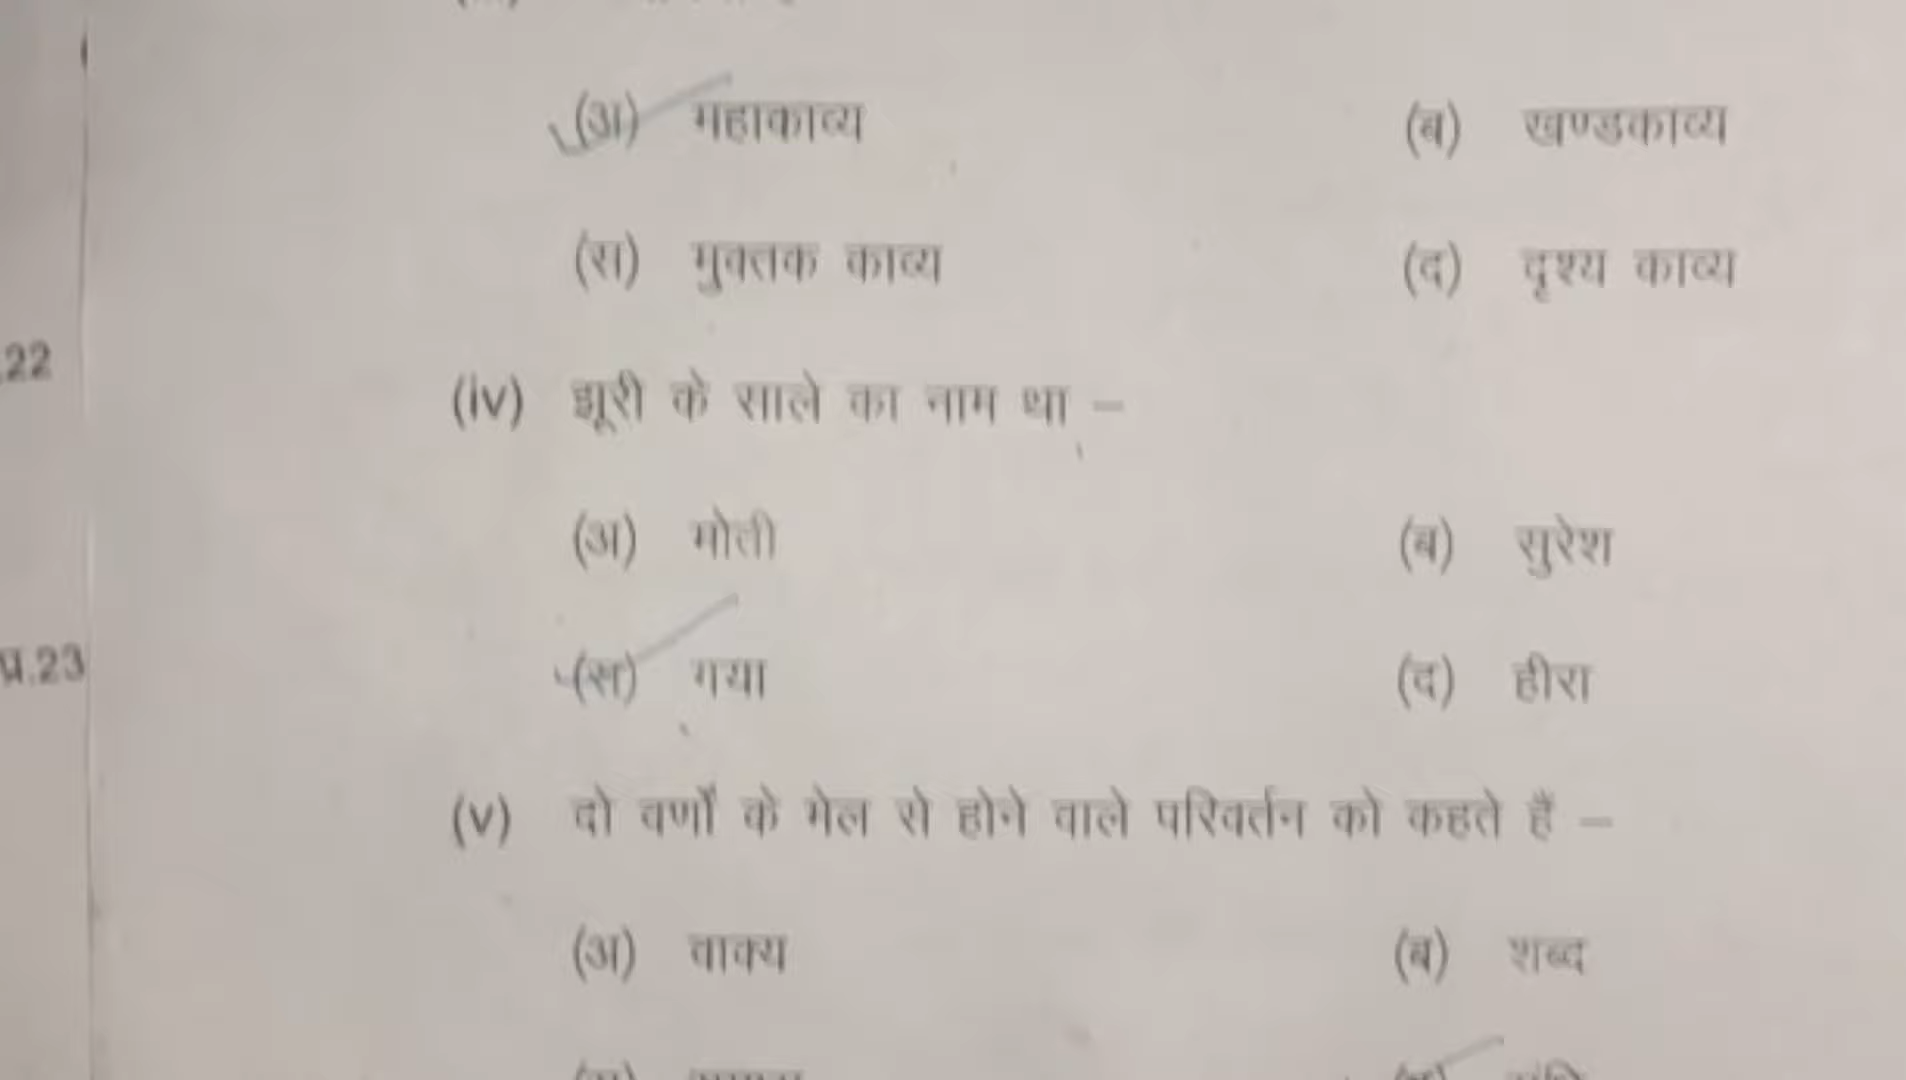 (अ) महाकाव्य (ब) खण्डकाव्य
(स) मुक्तक काव्य (द) दृश्य काव्य
.22
(iv) झूरी के साले का नाम था –
(अ) मोती (ब) सुरेश
प्र.23
(स) गया (द) हीरा
(v) दो वर्णों के मेल से होने वाले परिवर्तन को कहते हैं –
(अ) वाक्य (ब) शब्द